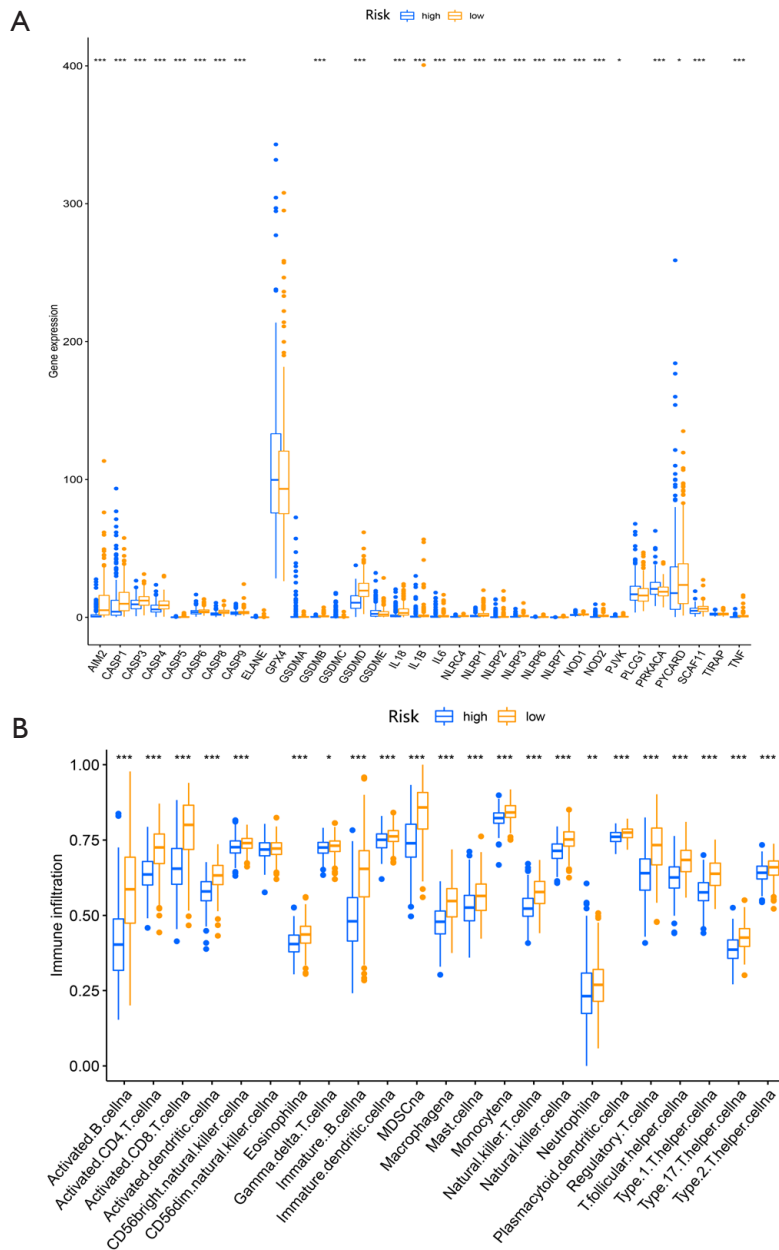 A
Risk high low
*** *** *** *** *** *** *** *** *** *** *** *** *** *** *** *** *** *** *** *** *** * *** * *** ***
Gene expression
400
300
200
100
0
AIM2 CASP1 CASP3 CASP4 CASP5 CASP6 CASP8 CASP9 ELANE GPX4 GSDMA GSDMB GSDMC GSDMD GSDME IL18 IL1B IL6 NLRC4 NLRP1 NLRP2 NLRP3 NLRP6 NLRP7 NOD1 NOD2 PJVK PLCG1 PRKACA PYCARD SCAF11 TIRAP TNF
B
Risk high low
*** *** *** *** *** *** * *** *** *** *** *** *** *** *** ** *** *** *** *** *** ***
Immune infiltration
1.00
0.75
0.50
0.25
0.00
Activated.B.cellna
Activated.CD4.T.cellna
Activated.CD8.T.cellna
Activated.dendritic.cellna
CD56bright.natural.killer.cellna
CD56dim.natural.killer.cellna
Eosinophilna
Gamma.delta.T.cellna
Immature..B.cellna
Immature.dendritic.cellna
MDSCna
Macrophagena
Mast.cellna
Monocytena
Natural.killer.T.cellna
Natural.killer.cellna
Neutrophilna
Plasmacytoid.dendritic.cellna
Regulatory.T.cellna
T.follicular.helper.cellna
Type.1.T.helper.cellna
Type.17.T.helper.cellna
Type.2.T.helper.cellna